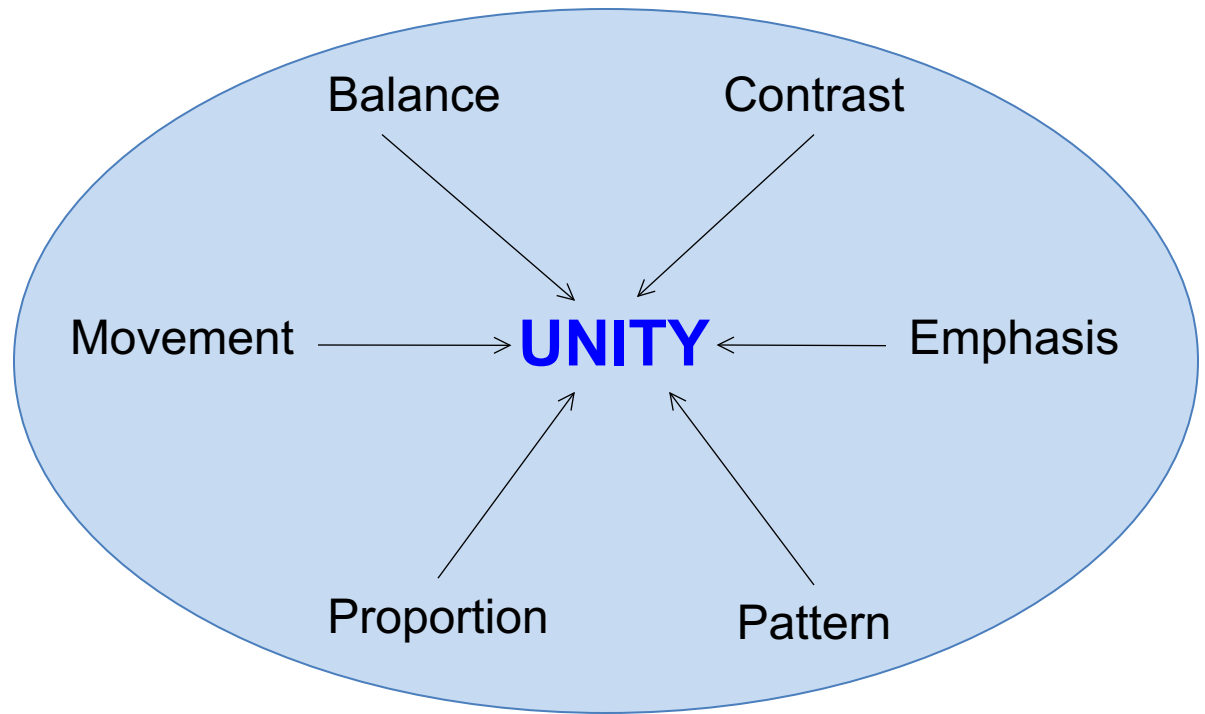 Balance
Contrast
Movement
UNITY
Emphasis
Proportion
Pattern